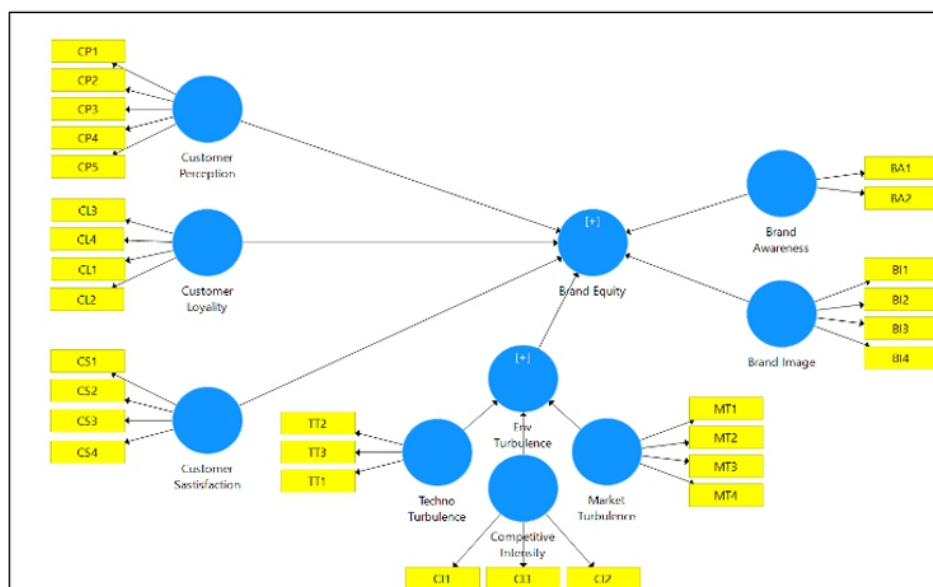 CP1
CP2
CP3
CP4
CP5
Customer
Perception
CL3
CL4
CL1
CL2
Customer
Loyality
CS1
CS2
CS3
CS4
Customer
Sastisfaction
[+]
Brand Equity
BA1
BA2
Brand
Awareness
BI1
BI2
BI3
BI4
Brand Image
[+]
Env
Turbulence
TT2
TT3
TT1
Techno
Turbulence
Competitive
Intensity
CI1
CI3
CI2
Market
Turbulence
MT1
MT2
MT3
MT4